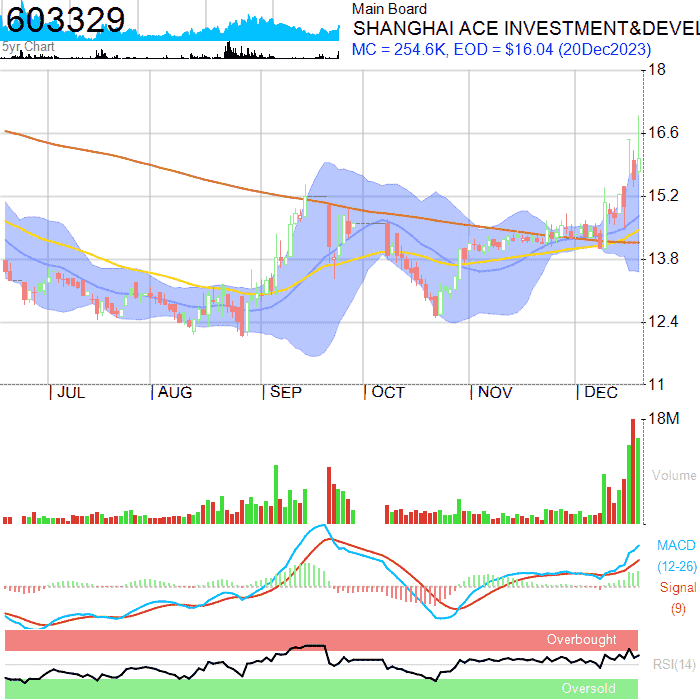 603329
Main Board
SHANGHAI ACE INVESTMENT&DEVEL
5yr. Chart
MC = 254.6K, EOD = $16.04 (20Dec2023)
18
16.6
15.2
13.8
12.4
11
JUL
AUG
SEP
OCT
NOV
DEC
18M
Volume
MACD
(12-26)
Signal
(9)
Overbought
RSI(14)
Oversold